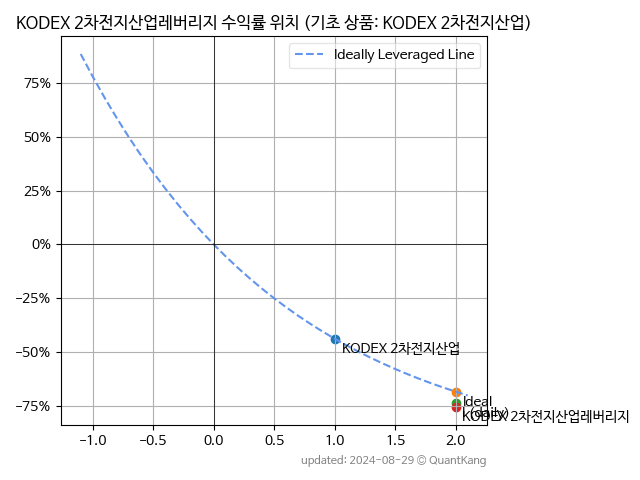 KODEX 2차전지산업레버리지 수익률 위치 (기초 상품: KODEX 2차전지산업)
Ideally Leveraged Line
75%
50%
25%
0%
−25%
−50%
−75%
KODEX 2차전지산업
Ideal
(daily)
KODEX 2차전지산업레버리지
−1.0 −0.5 0.0 0.5 1.0 1.5 2.0
updated: 2024-08-29 © QuantKang